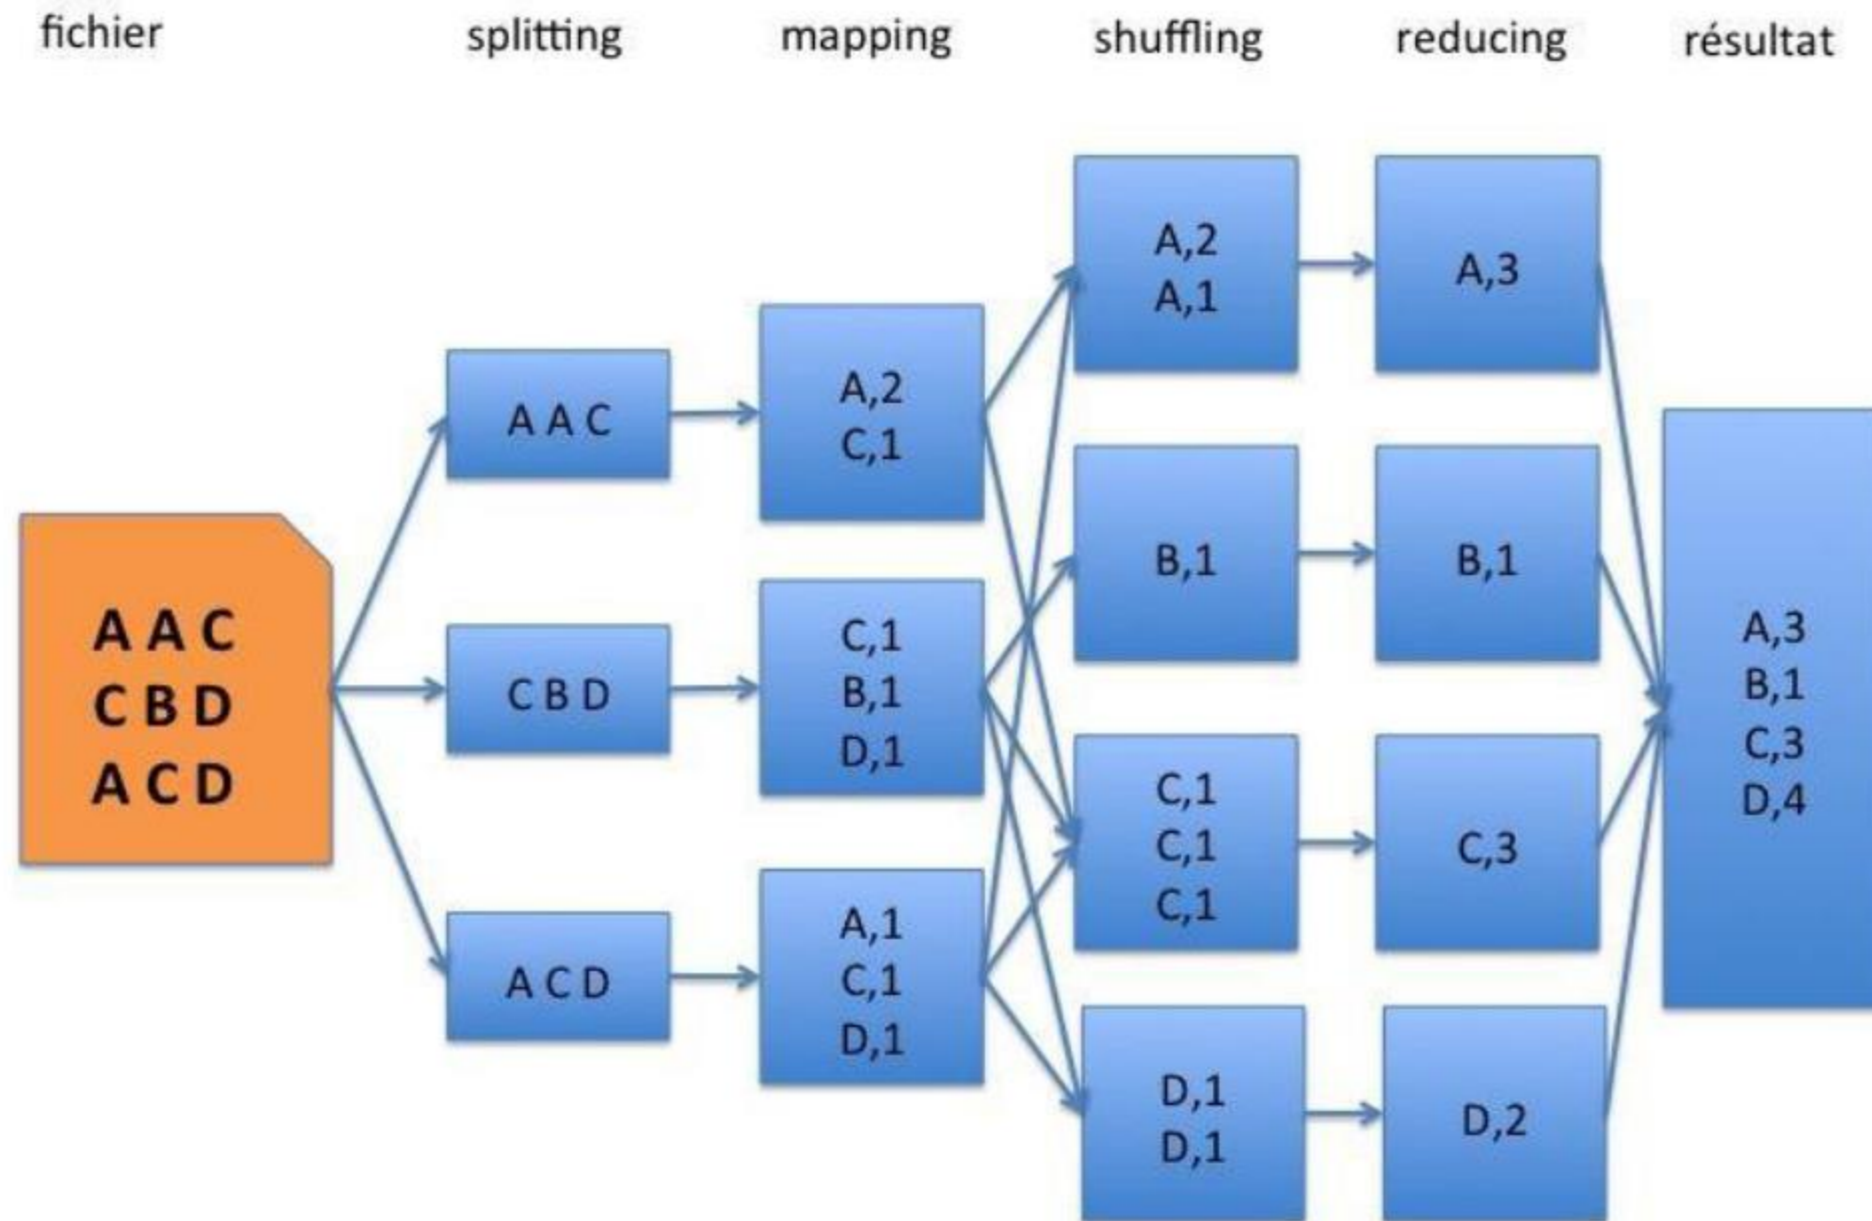 fichier
splitting
mapping
shuffling
reducing
résultat
A A C
C B D
A C D
A A C
C B D
A C D
A,2
C,1
C,1
B,1
D,1
A,1
C,1
D,1
A,2
A,1
B,1
C,1
C,1
C,1
D,1
D,1
A,3
B,1
C,3
D,2
A,3
B,1
C,3
D,4